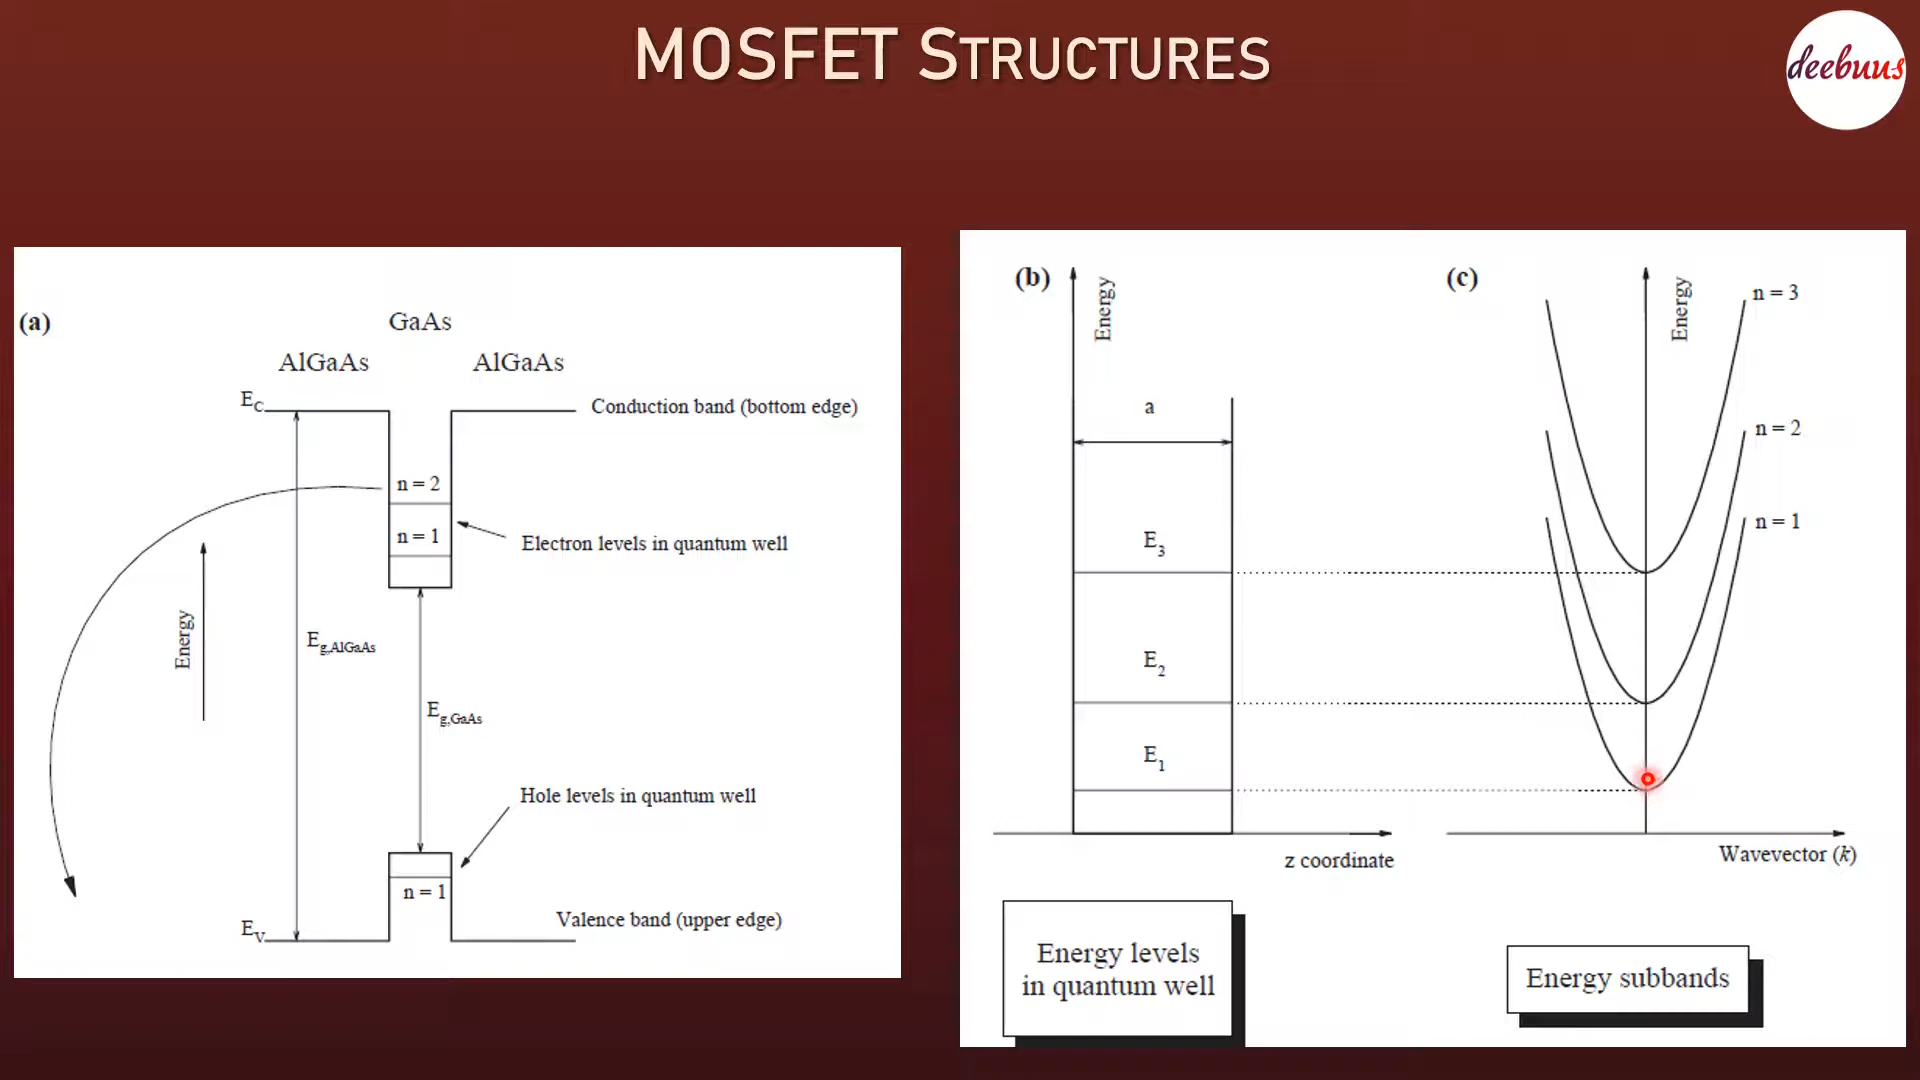 MOSFET STRUCTURES
deebuus
(a)
GaAs
AlGaAs
AlGaAs
EC
Conduction band (bottom edge)
n = 2
n = 1
Electron levels in quantum well
Energy
Eg,AlGaAs
Eg,GaAs
Hole levels in quantum well
n = 1
EV
Valence band (upper edge)
(b)
Energy
a
E3
E2
E1
z coordinate
Energy levels
in quantum well
(c)
Energy
n = 3
n = 2
n = 1
Wavevector (k)
Energy subbands